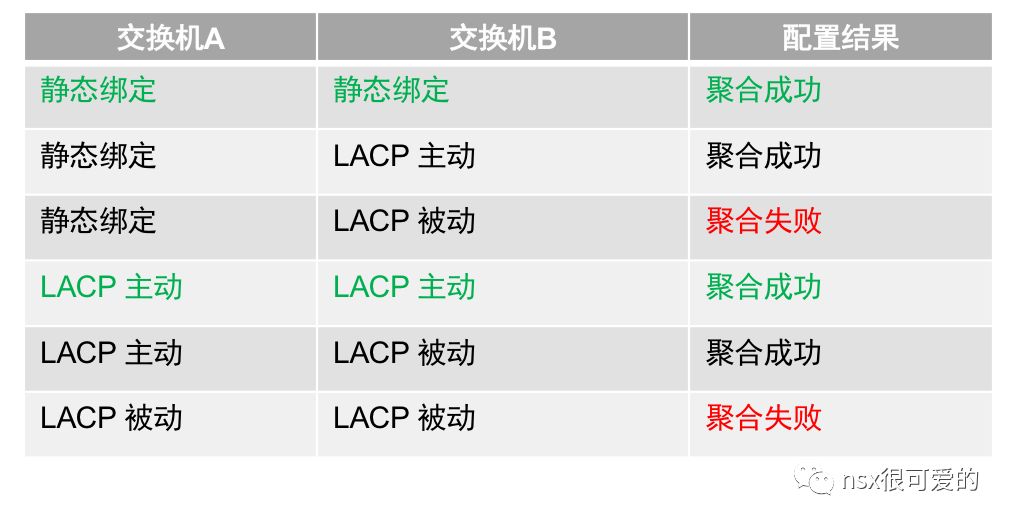 交换机A 交换机B 配置结果
静态绑定 静态绑定 聚合成功
静态绑定 LACP 主动 聚合成功
静态绑定 LACP 被动 聚合失败
LACP 主动 LACP 主动 聚合成功
LACP 主动 LACP 被动 聚合成功
LACP 被动 LACP 被动 聚合失败
nsx很可爱的